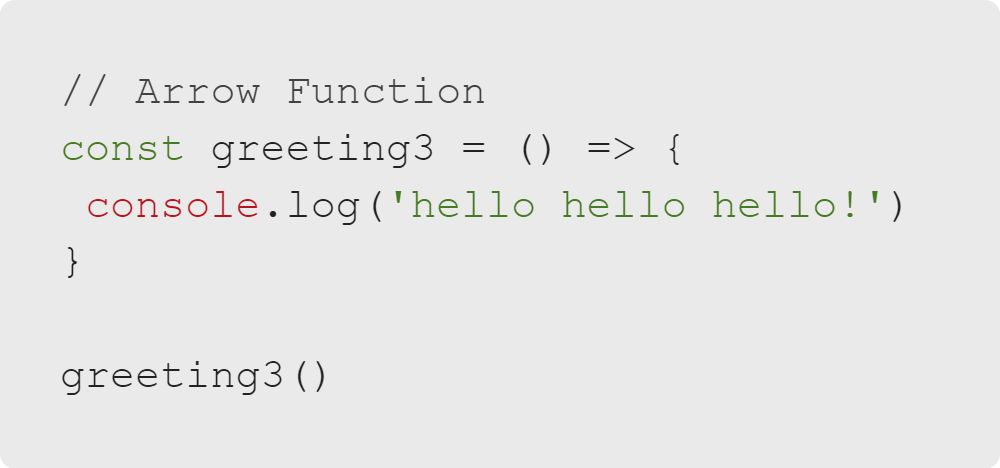 // Arrow Function
const greeting3 = () => {
 console.log('hello hello hello!')
}
greeting3()